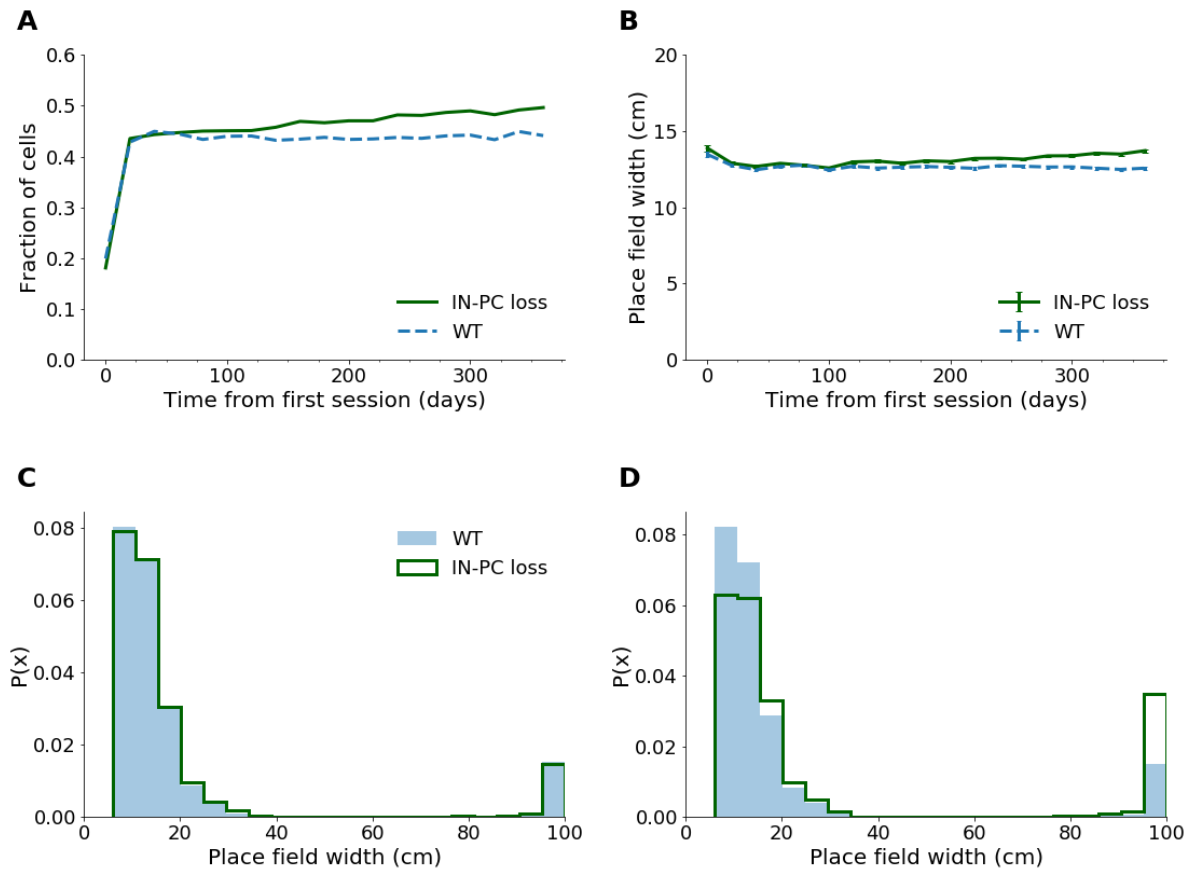 A
Fraction of cells
0.6
0.5
0.4
0.3
0.2
0.1
0.0
IN-PC loss
WT
0 100 200 300
Time from first session (days)
B
Place field width (cm)
20
15
10
5
0
IN-PC loss
WT
0 100 200 300
Time from first session (days)
C
P(x)
0.08
0.06
0.04
0.02
0.00
WT
IN-PC loss
0 20 40 60 80 100
Place field width (cm)
D
P(x)
0.08
0.06
0.04
0.02
0.00
0 20 40 60 80 100
Place field width (cm)